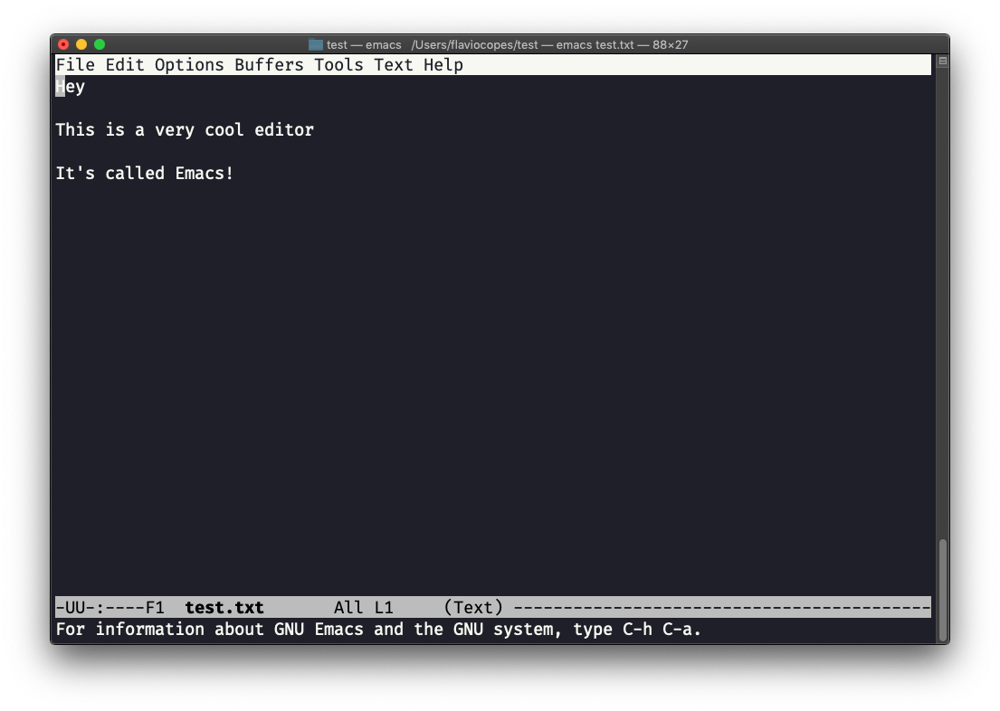 test — emacs /Users/flaviocopes/test — emacs test.txt — 88×27
File Edit Options Buffers Tools Text Help
Hey
This is a very cool editor
It's called Emacs!
-UU-:----F1  test.txt       All L1     (Text) ------------------------------------------
For information about GNU Emacs and the GNU system, type C-h C-a.